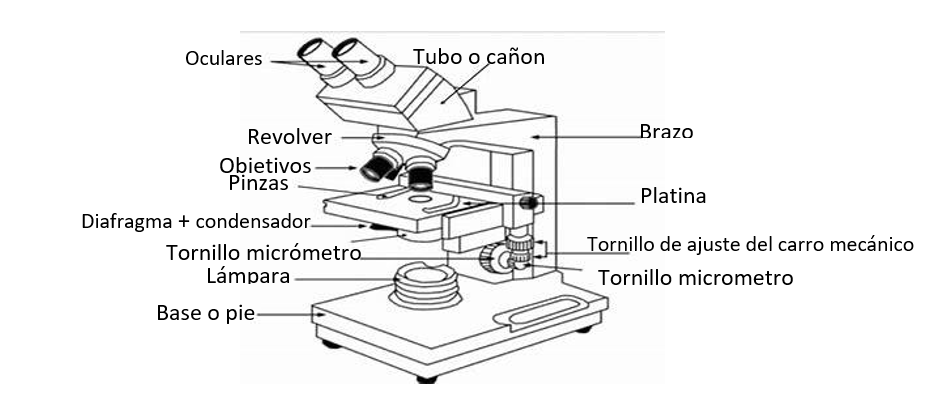 Oculares
Tubo o cañon
Revolver
Brazo
Obietivos
Pinzas
Platina
Diafragma + condensador
Tornillo de ajuste del carro mecánico
Tornillo micrómetro
Lámpara
Tornillo micrometro
Base o pie